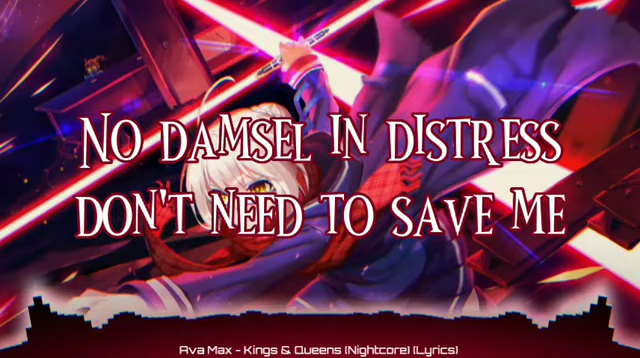 NO DAMSEL IN DISTRESS
DON'T NEED TO SAVE ME
Ava Max - Kings & Queens (Nightcore) (Lyrics)